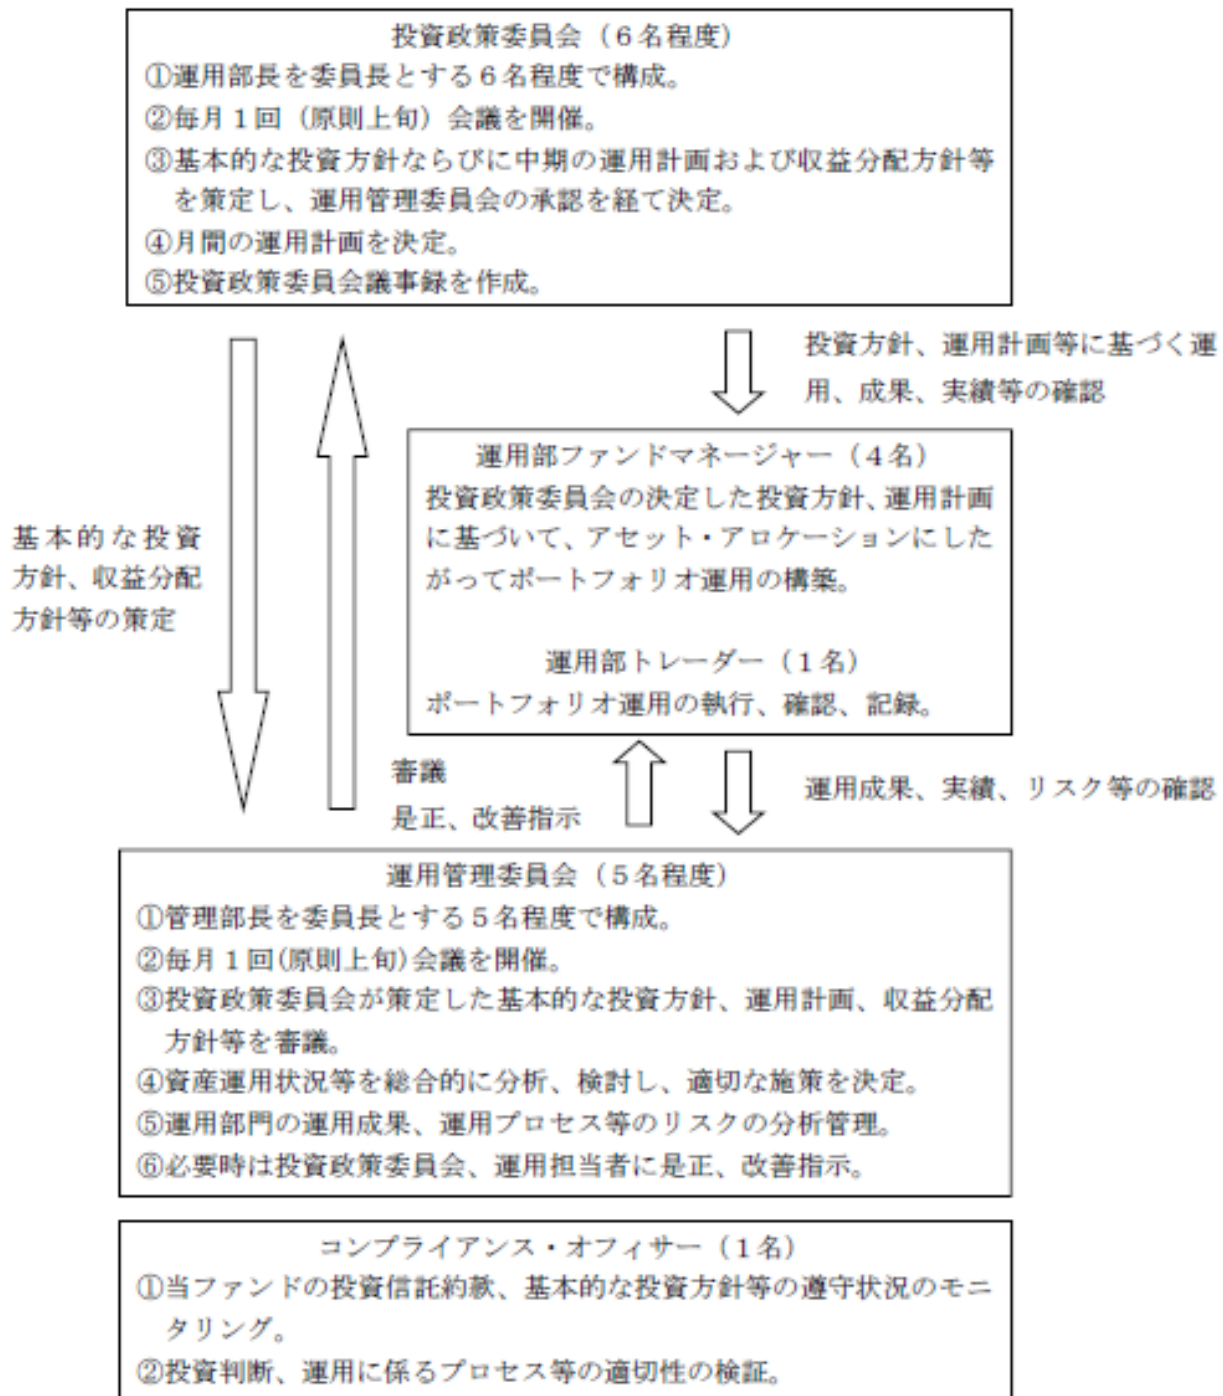 投資政策委員会（６名程度）
①運用部長を委員長とする６名程度で構成。
②毎月１回（原則上旬）会議を開催。
③基本的な投資方針ならびに中期の運用計画および収益分配方針等
を策定し、運用管理委員会の承認を経て決定。
④月間の運用計画を決定。
⑤投資政策委員会議事録を作成。
投資方針、運用計画等に基づく運
用、成果、実績等の確認
運用部ファンドマネージャー（４名）
投資政策委員会の決定した投資方針、運用計画
に基づいて、アセット・アロケーションにした
がってポートフォリオ運用の構築。
運用部トレーダー（１名）
ポートフォリオ運用の執行、確認、記録。
基本的な投資
方針、収益分配
方針等の策定
審議
是正、改善指示
運用成果、実績、リスク等の確認
運用管理委員会（５名程度）
①管理部長を委員長とする５名程度で構成。
②毎月１回(原則上旬)会議を開催。
③投資政策委員会が策定した基本的な投資方針、運用計画、収益分配
方針等を審議。
④資産運用状況等を総合的に分析、検討し、適切な施策を決定。
⑤運用部門の運用成果、運用プロセス等のリスクの分析管理。
⑥必要時は投資政策委員会、運用担当者に是正、改善指示。
コンプライアンス・オフィサー（１名）
①当ファンドの投資信託約款、基本的な投資方針等の遵守状況のモニ
タリング。
②投資判断、運用に係るプロセス等の適切性の検証。